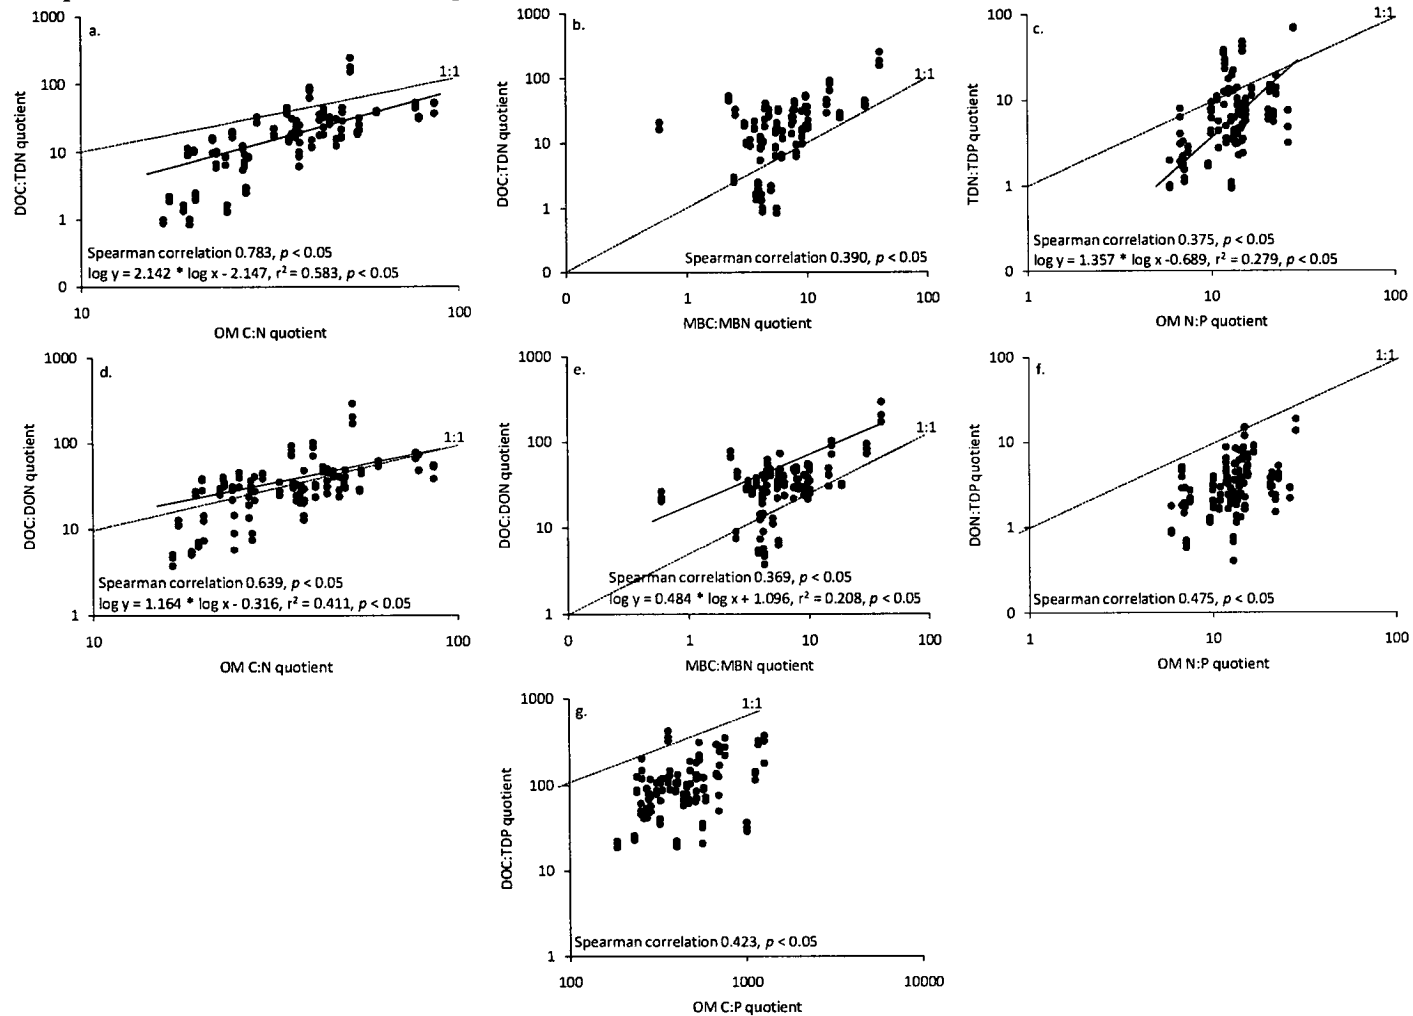 a.
1000
100
10
1
0
DOC:TDN quotient
1:1
Spearman correlation 0.783, p < 0.05
log y = 2.142 * log x - 2.147, r² = 0.583, p < 0.05
10
100
OM C:N quotient
b.
1000
100
10
1
0
DOC:TDN quotient
1:1
Spearman correlation 0.390, p < 0.05
0
1
10
100
MBC:MBN quotient
c.
100
10
1
0
TDN:TDP quotient
1:1
Spearman correlation 0.375, p < 0.05
log y = 1.357 * log x -0.689, r² = 0.279, p < 0.05
1
10
100
OM N:P quotient
d.
1000
100
10
1
DOC:DON quotient
1:1
Spearman correlation 0.639, p < 0.05
log y = 1.164 * log x - 0.316, r² = 0.411, p < 0.05
10
100
OM C:N quotient
e.
1000
100
10
1
DOC:DON quotient
1:1
Spearman correlation 0.369, p < 0.05
log y = 0.484 * log x + 1.096, r² = 0.208, p < 0.05
0
1
10
100
MBC:MBN quotient
f.
100
10
1
0
DON:TDP quotient
1:1
Spearman correlation 0.475, p < 0.05
1
10
100
OM N:P quotient
g.
1000
100
10
1
DOC:TDP quotient
1:1
Spearman correlation 0.423, p < 0.05
100
1000
10000
OM C:P quotient